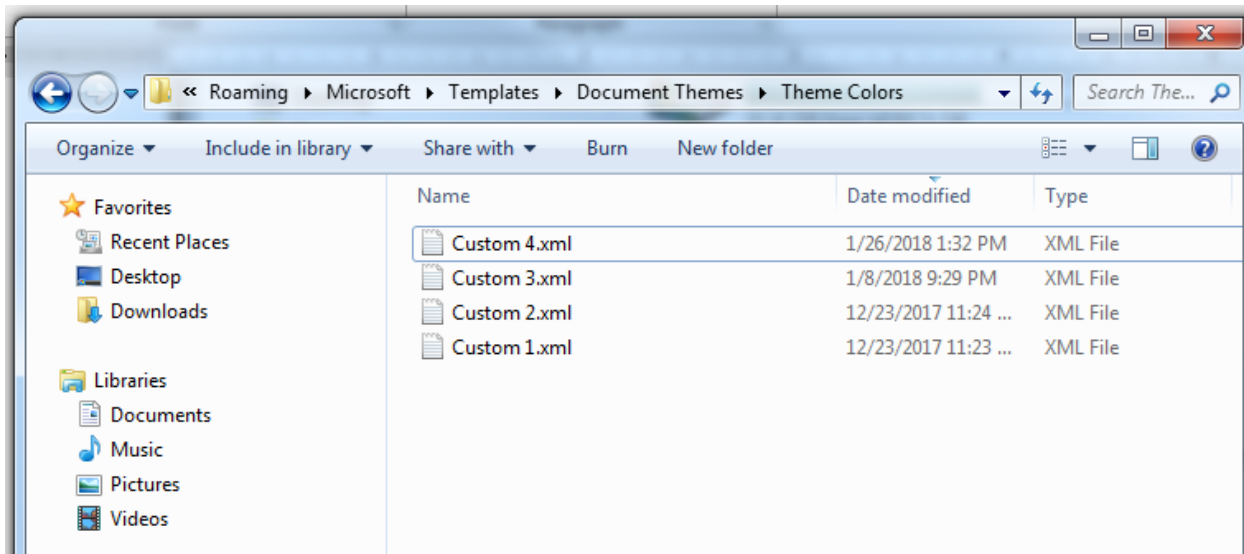 « Roaming ▸ Microsoft ▸ Templates ▸ Document Themes ▸ Theme Colors Search The...
Organize Include in library Share with Burn New folder
Name Date modified Type
Favorites
Recent Places
Desktop
Downloads
Libraries
Documents
Music
Pictures
Videos
Custom 4.xml 1/26/2018 1:32 PM XML File
Custom 3.xml 1/8/2018 9:29 PM XML File
Custom 2.xml 12/23/2017 11:24 ... XML File
Custom 1.xml 12/23/2017 11:23 ... XML File